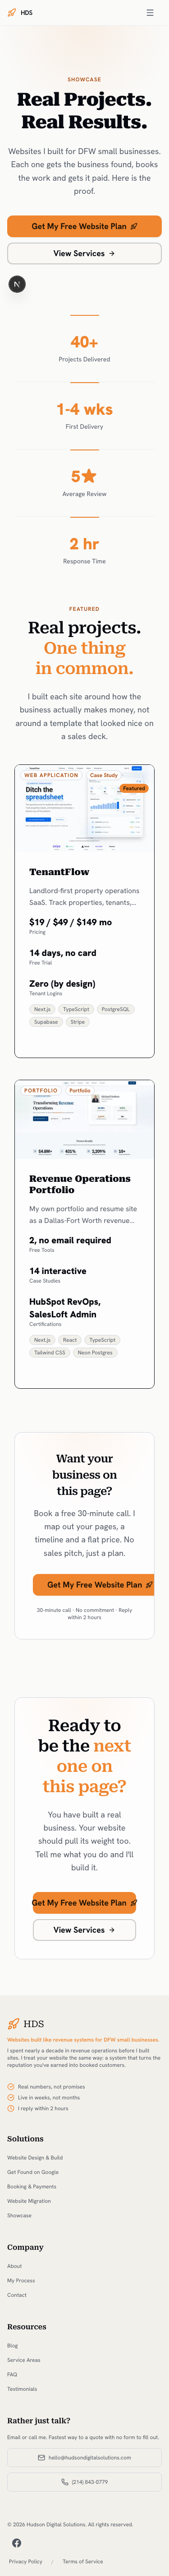 HDS
SHOWCASE
Real Projects.
Real Results.
Websites I built for DFW small businesses.
Each one gets the business found, books
the work and gets it paid. Here is the
proof.
Get My Free Website Plan
View Services →
N
40+
Projects Delivered
1-4 wks
First Delivery
5★
Average Review
2 hr
Response Time
FEATURED
Real projects.
One thing
in common.
I built each site around how the
business actually makes money, not
around a template that looked nice on
a sales deck.
WEB APPLICATION
Case Study
Featured
Ditch the
spreadsheet
TenantFlow
Landlord-first property operations
SaaS. Track properties, tenants,...
$19 / $49 / $149 mo
Pricing
14 days, no card
Free Trial
Zero (by design)
Tenant Logins
Next.js
TypeScript
PostgreSQL
Supabase
Stripe
PORTFOLIO
Portfolio
Transforming Revenue
Operations
Revenue Operations
Portfolio
My own portfolio and resume site
as a Dallas-Fort Worth revenue...
2, no email required
Free Tools
14 interactive
Case Studies
HubSpot RevOps,
SalesLoft Admin
Certifications
Next.js
React
TypeScript
Tailwind CSS
Neon Postgres
Want your
business on
this page?
Book a free 30-minute call. I
map out your pages, a
timeline and a flat price. No
sales pitch, just a plan.
Get My Free Website Plan
30-minute call · No commitment · Reply
within 2 hours
Ready to
be the next
one on
this page?
You have built a real
business. Your website
should pull its weight too.
Tell me what you do and I'll
build it.
Get My Free Website Plan
View Services →
HDS
Websites built like revenue systems for DFW small businesses.
I spent nearly a decade in revenue operations before I built
sites. I treat your website the same way: a system that turns the
reputation you've earned into booked customers.
Real numbers, not promises
Live in weeks, not months
I reply within 2 hours
Solutions
Website Design & Build
Get Found on Google
Booking & Payments
Website Migration
Showcase
Company
About
My Process
Contact
Resources
Blog
Service Areas
FAQ
Testimonials
Rather just talk?
Email or call me. Fastest way to a quote with no form to fill out.
hello@hudsondigitalsolutions.com
(214) 843-0779
© 2026 Hudson Digital Solutions. All rights reserved.
Privacy Policy / Terms of Service